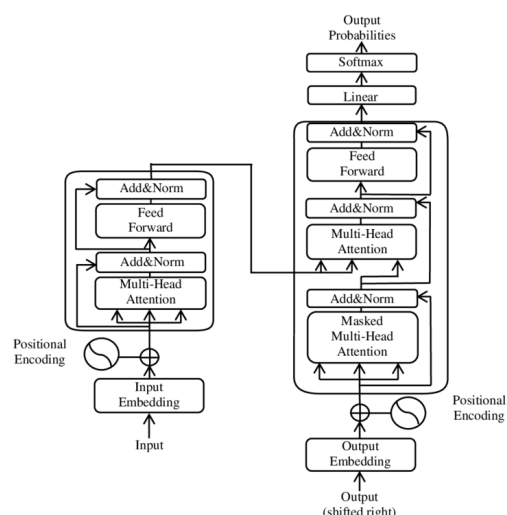 Output
Probabilities
Softmax
Linear
Add&Norm
Feed
Forward
Add&Norm
Multi-Head
Attention
Add&Norm
Masked
Multi-Head
Attention
Positional
Encoding
Output
Embedding
Output
(shifted right)
Add&Norm
Feed
Forward
Add&Norm
Multi-Head
Attention
Positional
Encoding
Input
Embedding
Input